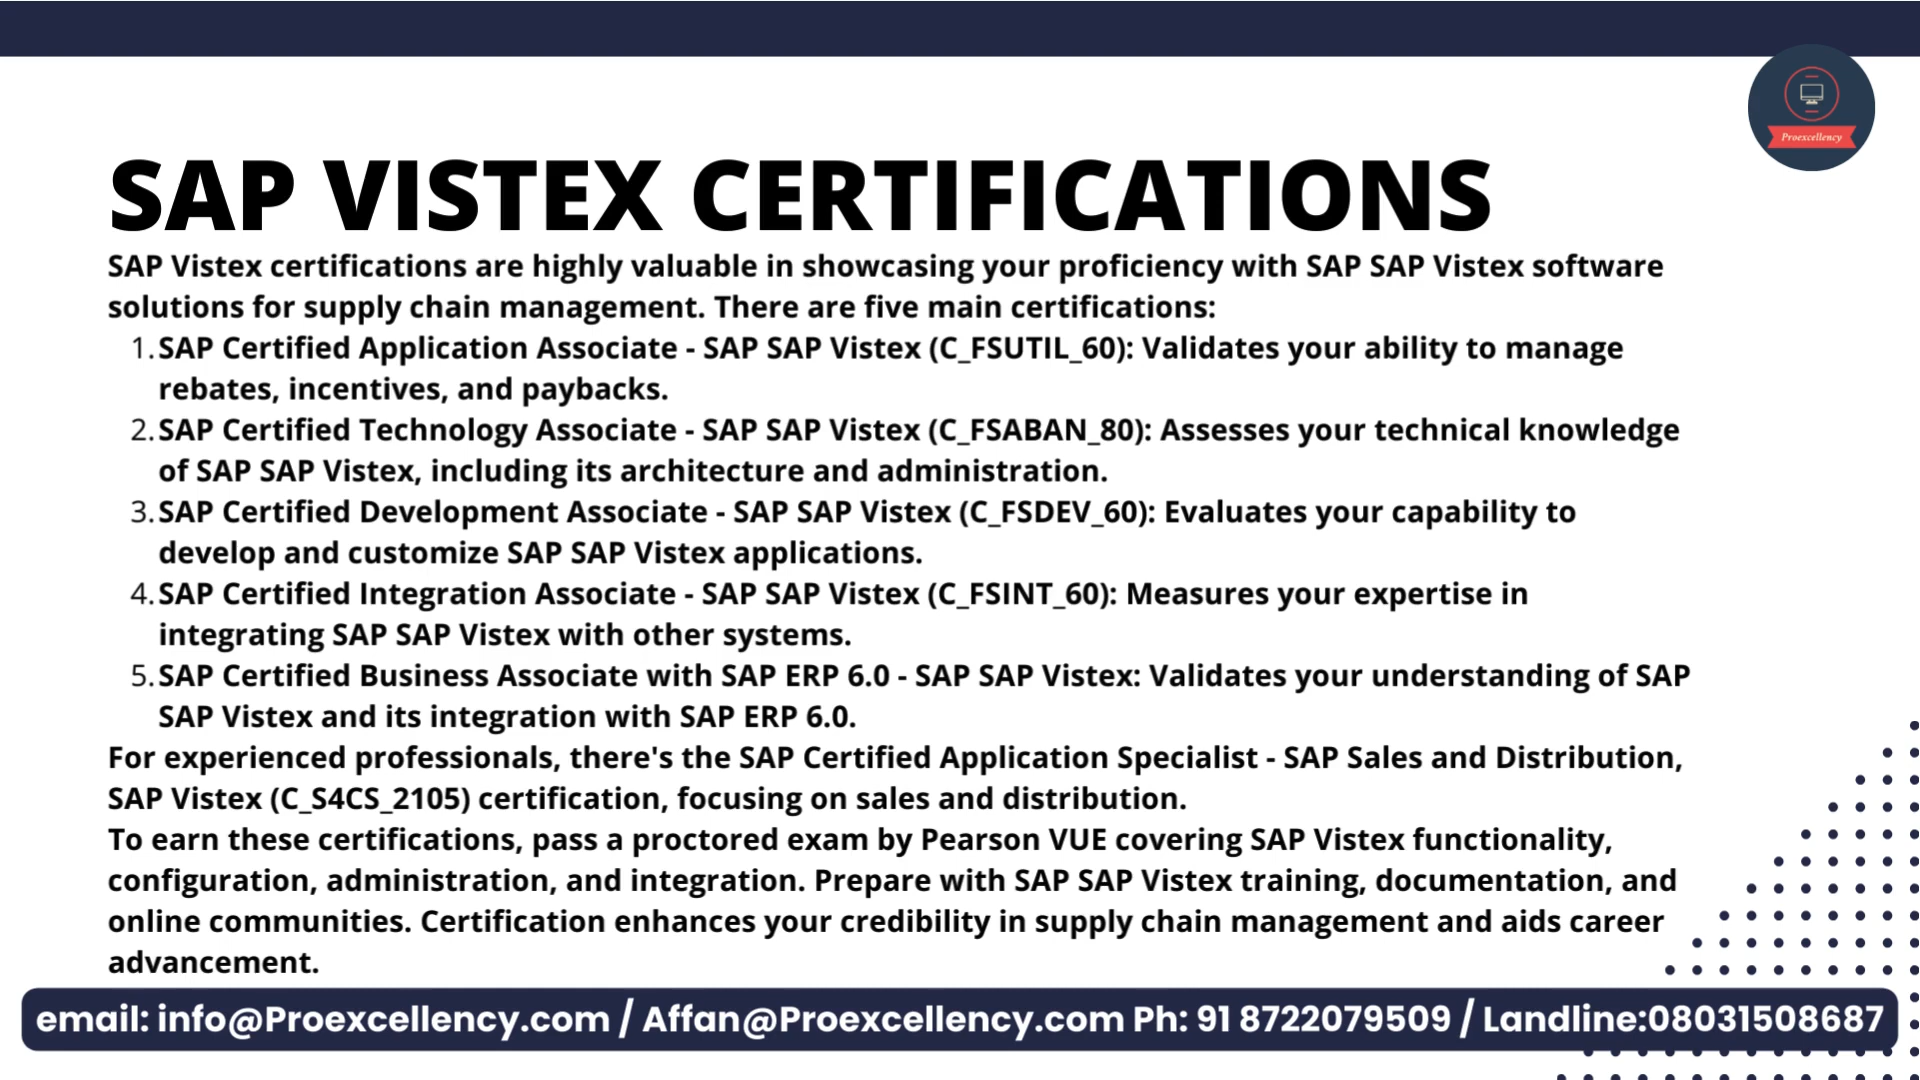 Proexcellency
SAP VISTEX CERTIFICATIONS
SAP Vistex certifications are highly valuable in showcasing your proficiency with SAP SAP Vistex software
solutions for supply chain management. There are five main certifications:
1. SAP Certified Application Associate - SAP SAP Vistex (C_FSUTIL_60): Validates your ability to manage
rebates, incentives, and paybacks.
2. SAP Certified Technology Associate - SAP SAP Vistex (C_FSABAN_80): Assesses your technical knowledge
of SAP SAP Vistex, including its architecture and administration.
3. SAP Certified Development Associate - SAP SAP Vistex (C_FSDEV_60): Evaluates your capability to
develop and customize SAP SAP Vistex applications.
4. SAP Certified Integration Associate - SAP SAP Vistex (C_FSINT_60): Measures your expertise in
integrating SAP SAP Vistex with other systems.
5. SAP Certified Business Associate with SAP ERP 6.0 - SAP SAP Vistex: Validates your understanding of SAP
SAP Vistex and its integration with SAP ERP 6.0.
For experienced professionals, there's the SAP Certified Application Specialist - SAP Sales and Distribution,
SAP Vistex (C_S4CS_2105) certification, focusing on sales and distribution.
To earn these certifications, pass a proctored exam by Pearson VUE covering SAP Vistex functionality,
configuration, administration, and integration. Prepare with SAP SAP Vistex training, documentation, and
online communities. Certification enhances your credibility in supply chain management and aids career
advancement.
email: info@Proexcellency.com / Affan@Proexcellency.com Ph: 91 8722079509 / Landline:08031508687